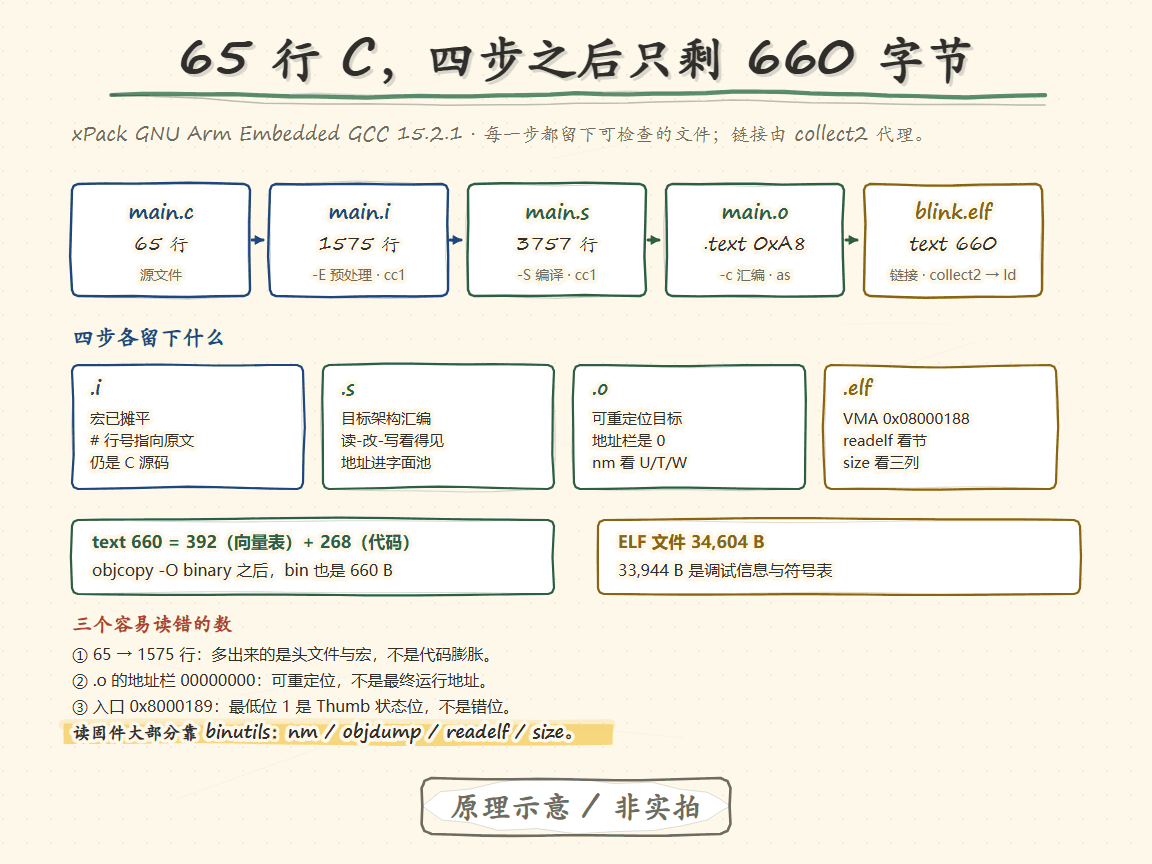 65 行 C，四步之后只剩 660 字节
xPack GNU Arm Embedded GCC 15.2.1 · 每一步都留下可检查的文件；链接由 collect2 代理。
main.c
65 行
源文件
main.i
1575 行
-E 预处理 · cc1
main.s
3757 行
-S 编译 · cc1
main.o
.text 0xA8
-c 汇编 · as
blink.elf
text 660
链接 · collect2 → ld
四步各留下什么
.i
宏已摊平
# 行号指向原文
仍是 C 源码
.s
目标架构汇编
读-改-写看得见
地址进字面池
.o
可重定位目标
地址栏是 0
nm 看 U/T/W
.elf
VMA 0x08000188
readelf 看节
size 看三列
text 660 = 392（向量表）+ 268（代码）
objcopy -O binary 之后，bin 也是 660 B
ELF 文件 34,604 B
33,944 B 是调试信息与符号表
三个容易读错的数
① 65 → 1575 行：多出来的是头文件与宏，不是代码膨胀。
② .o 的地址栏 00000000：可重定位，不是最终运行地址。
③ 入口 0x8000189：最低位 1 是 Thumb 状态位，不是错位。
读固件大部分靠 binutils：nm / objdump / readelf / size。
原理示意 / 非实拍